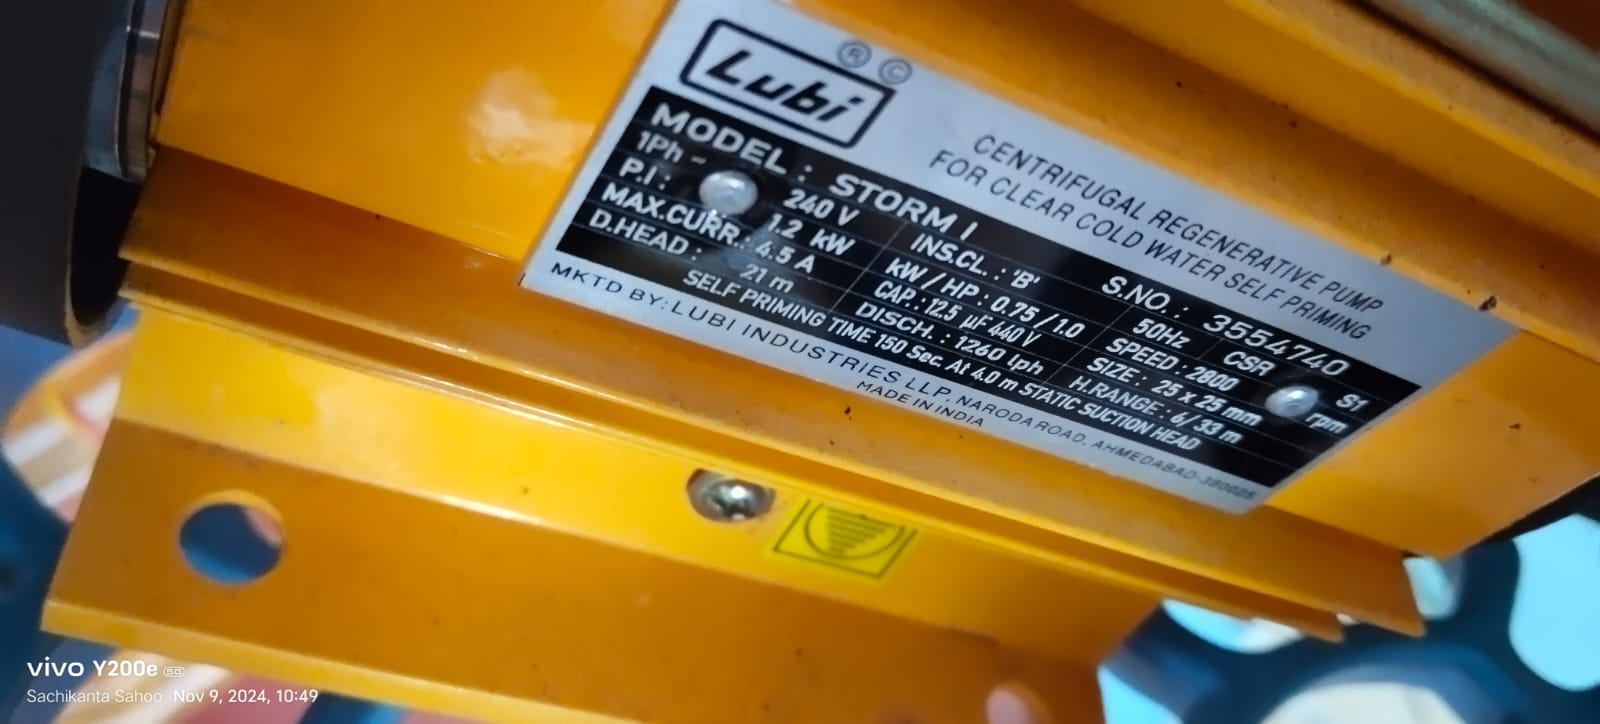 Lubi ® ©
CENTRIFUGAL REGENERATIVE PUMP
FOR CLEAR COLD WATER SELF PRIMING
MODEL : STORM I S.NO. : 3554740
1Ph ~ 240 V INS.CL. : 'B' 50Hz CSR S1
P.I : 1.2 kW kW / HP : 0.75 / 1.0 SPEED : 2800 rpm
MAX.CURR. : 4.5 A CAP. : 12.5 µF 440 V SIZE : 25 x 25 mm
D.HEAD : 21 m DISCH. : 1260 lph H.RANGE : 6 / 33 m
SELF PRIMING TIME 150 Sec. At 4.0 m STATIC SUCTION HEAD
MKTD BY: LUBI INDUSTRIES LLP, NARODA ROAD, AHMEDABAD-380025
MADE IN INDIA
vivo Y200e 5G
Sachikanta Sahoo Nov 9, 2024, 10:49